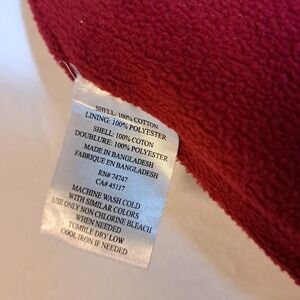 SHELL: 100% COTTON
LINING: 100% POLYESTER
SHELL: 100% COTON
DOUBLURE: 100% POLYESTER
MADE IN BANGLADESH
FABRIQUE EN BANGLADESH
RN# 74747
CA# 45117
MACHINE WASH COLD
WITH SIMILAR COLORS
USE ONLY NON CHLORINE BLEACH
WHEN NEEDED
TUMBLE DRY LOW
COOL IRON IF NEEDED